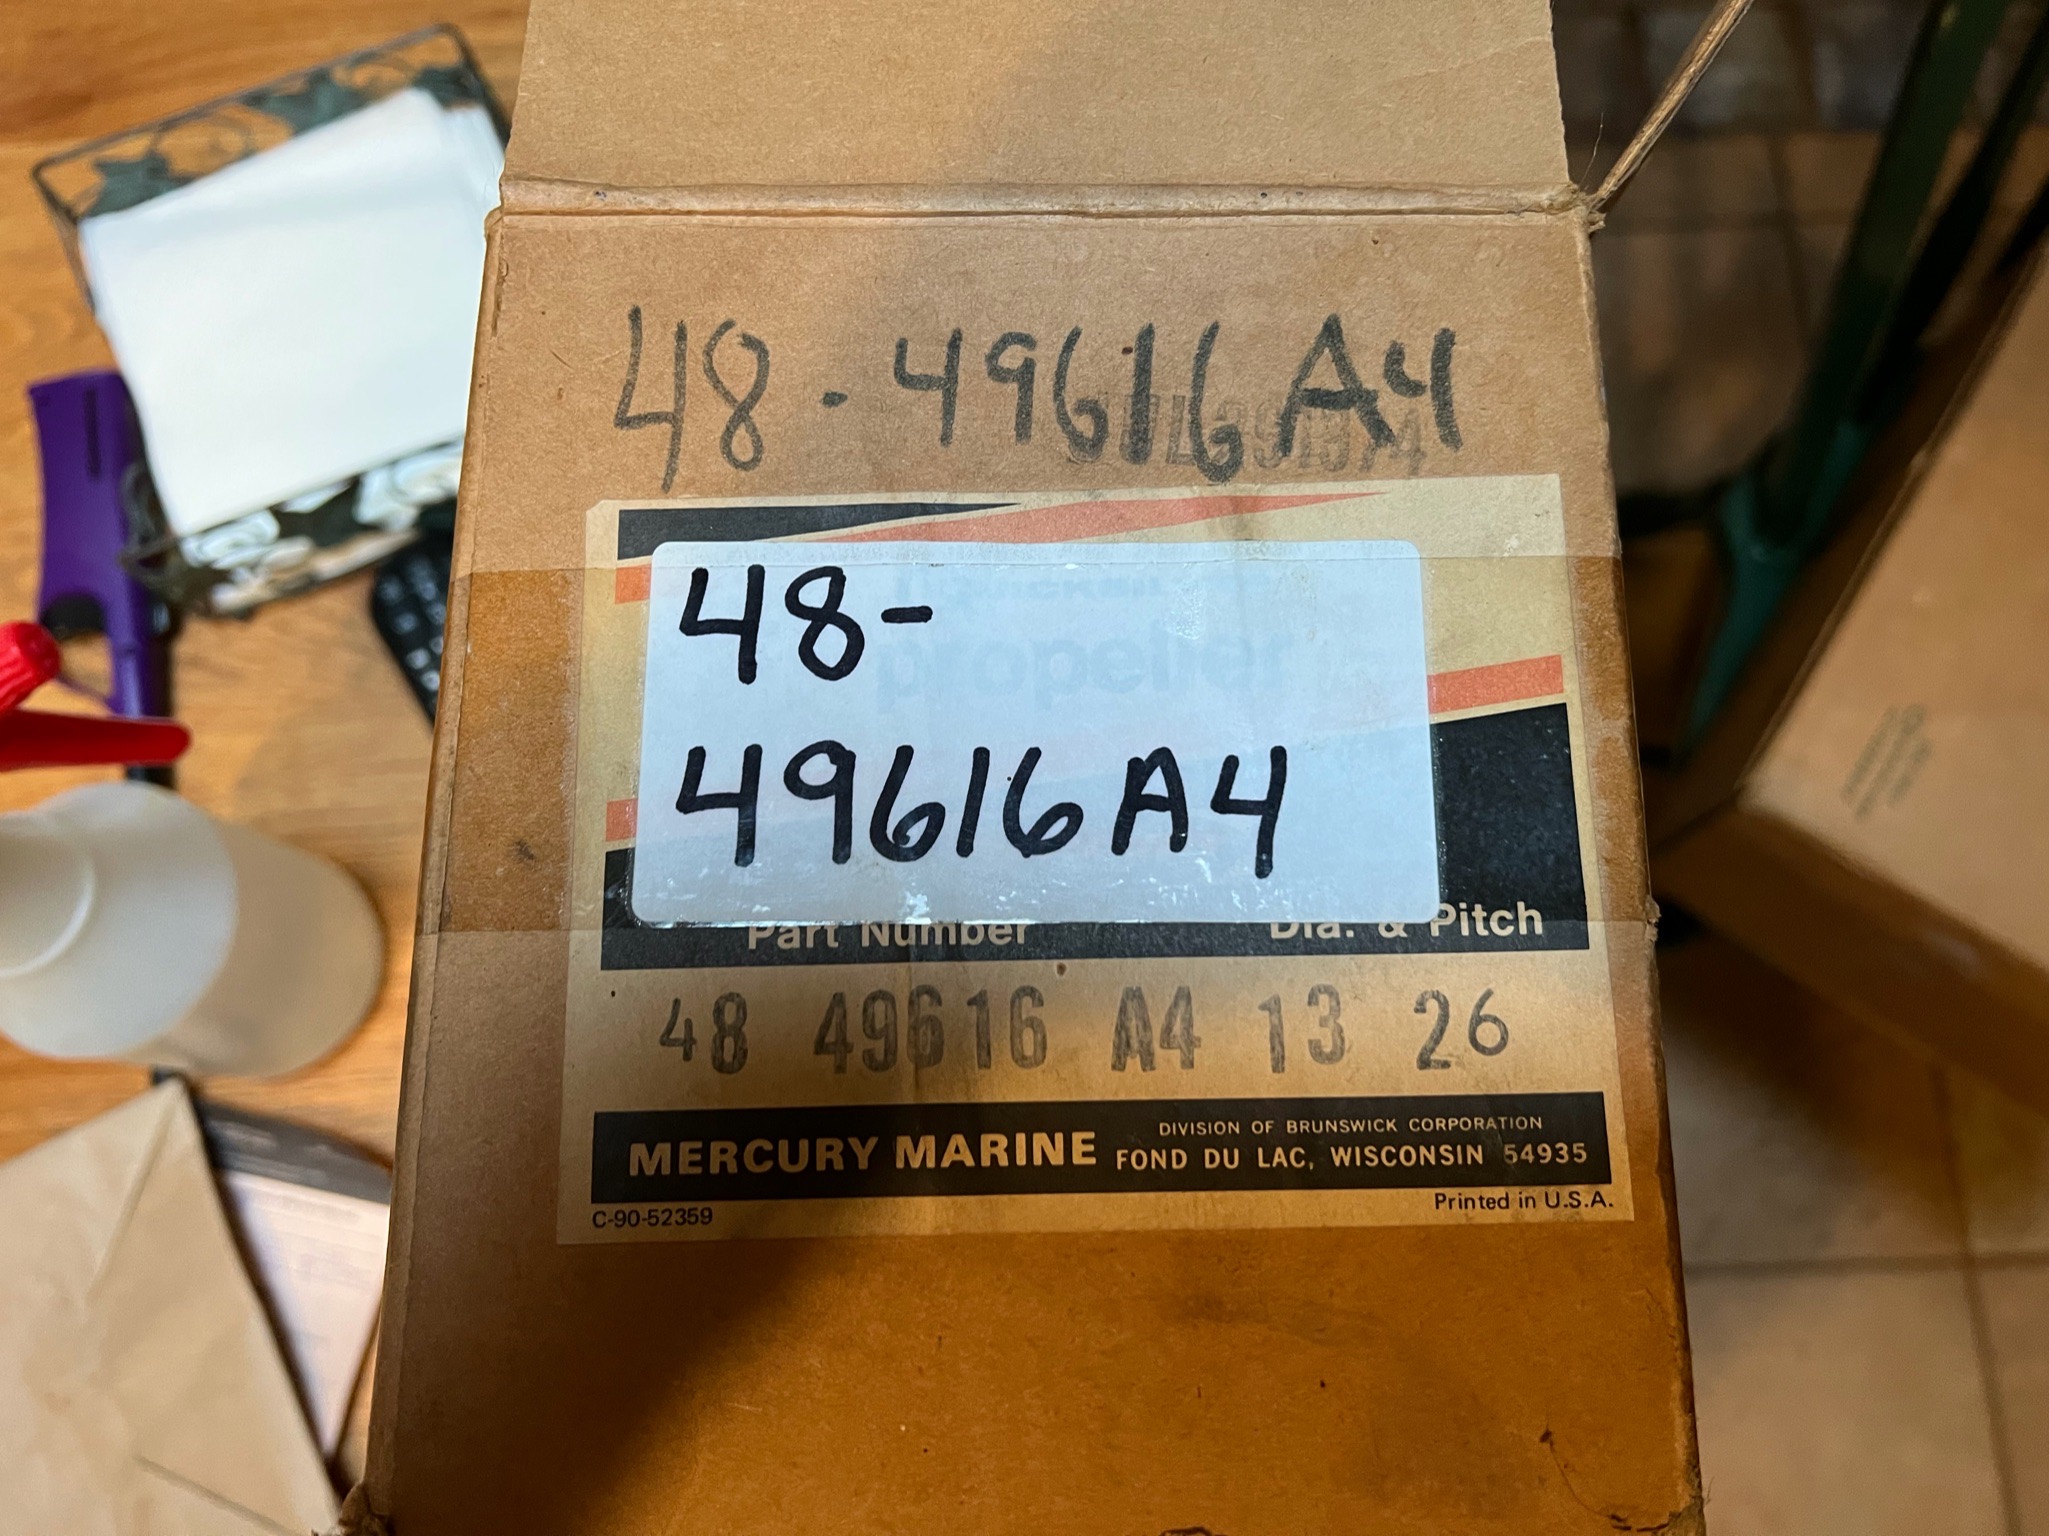 48-49616A4
48-
49616A4
propeller
Part Number Dia. & Pitch
48 49616 A4 13 26
MERCURY MARINE DIVISION OF BRUNSWICK CORPORATION
FOND DU LAC, WISCONSIN 54935
C-90-52359 Printed in U.S.A.